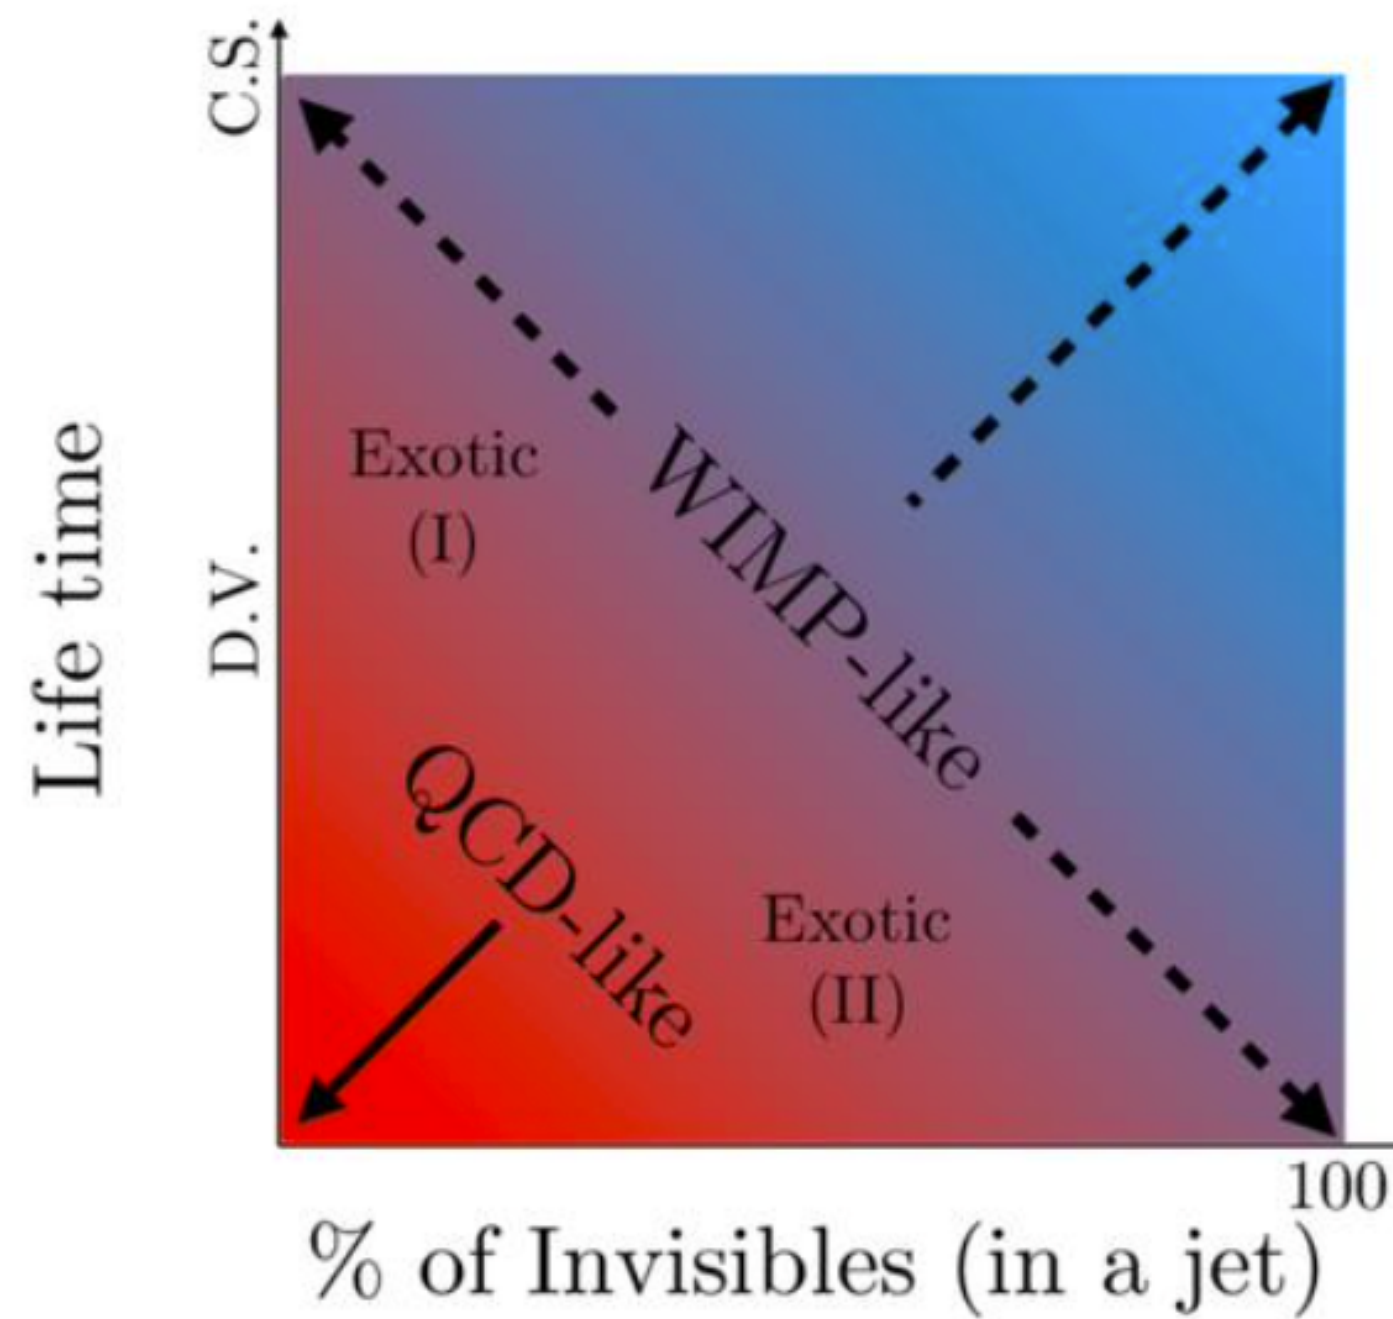 C.S.
Life time
D.V.
Exotic
(I)
WIMP-like
QCD-like
Exotic
(II)
100
% of Invisibles (in a jet)